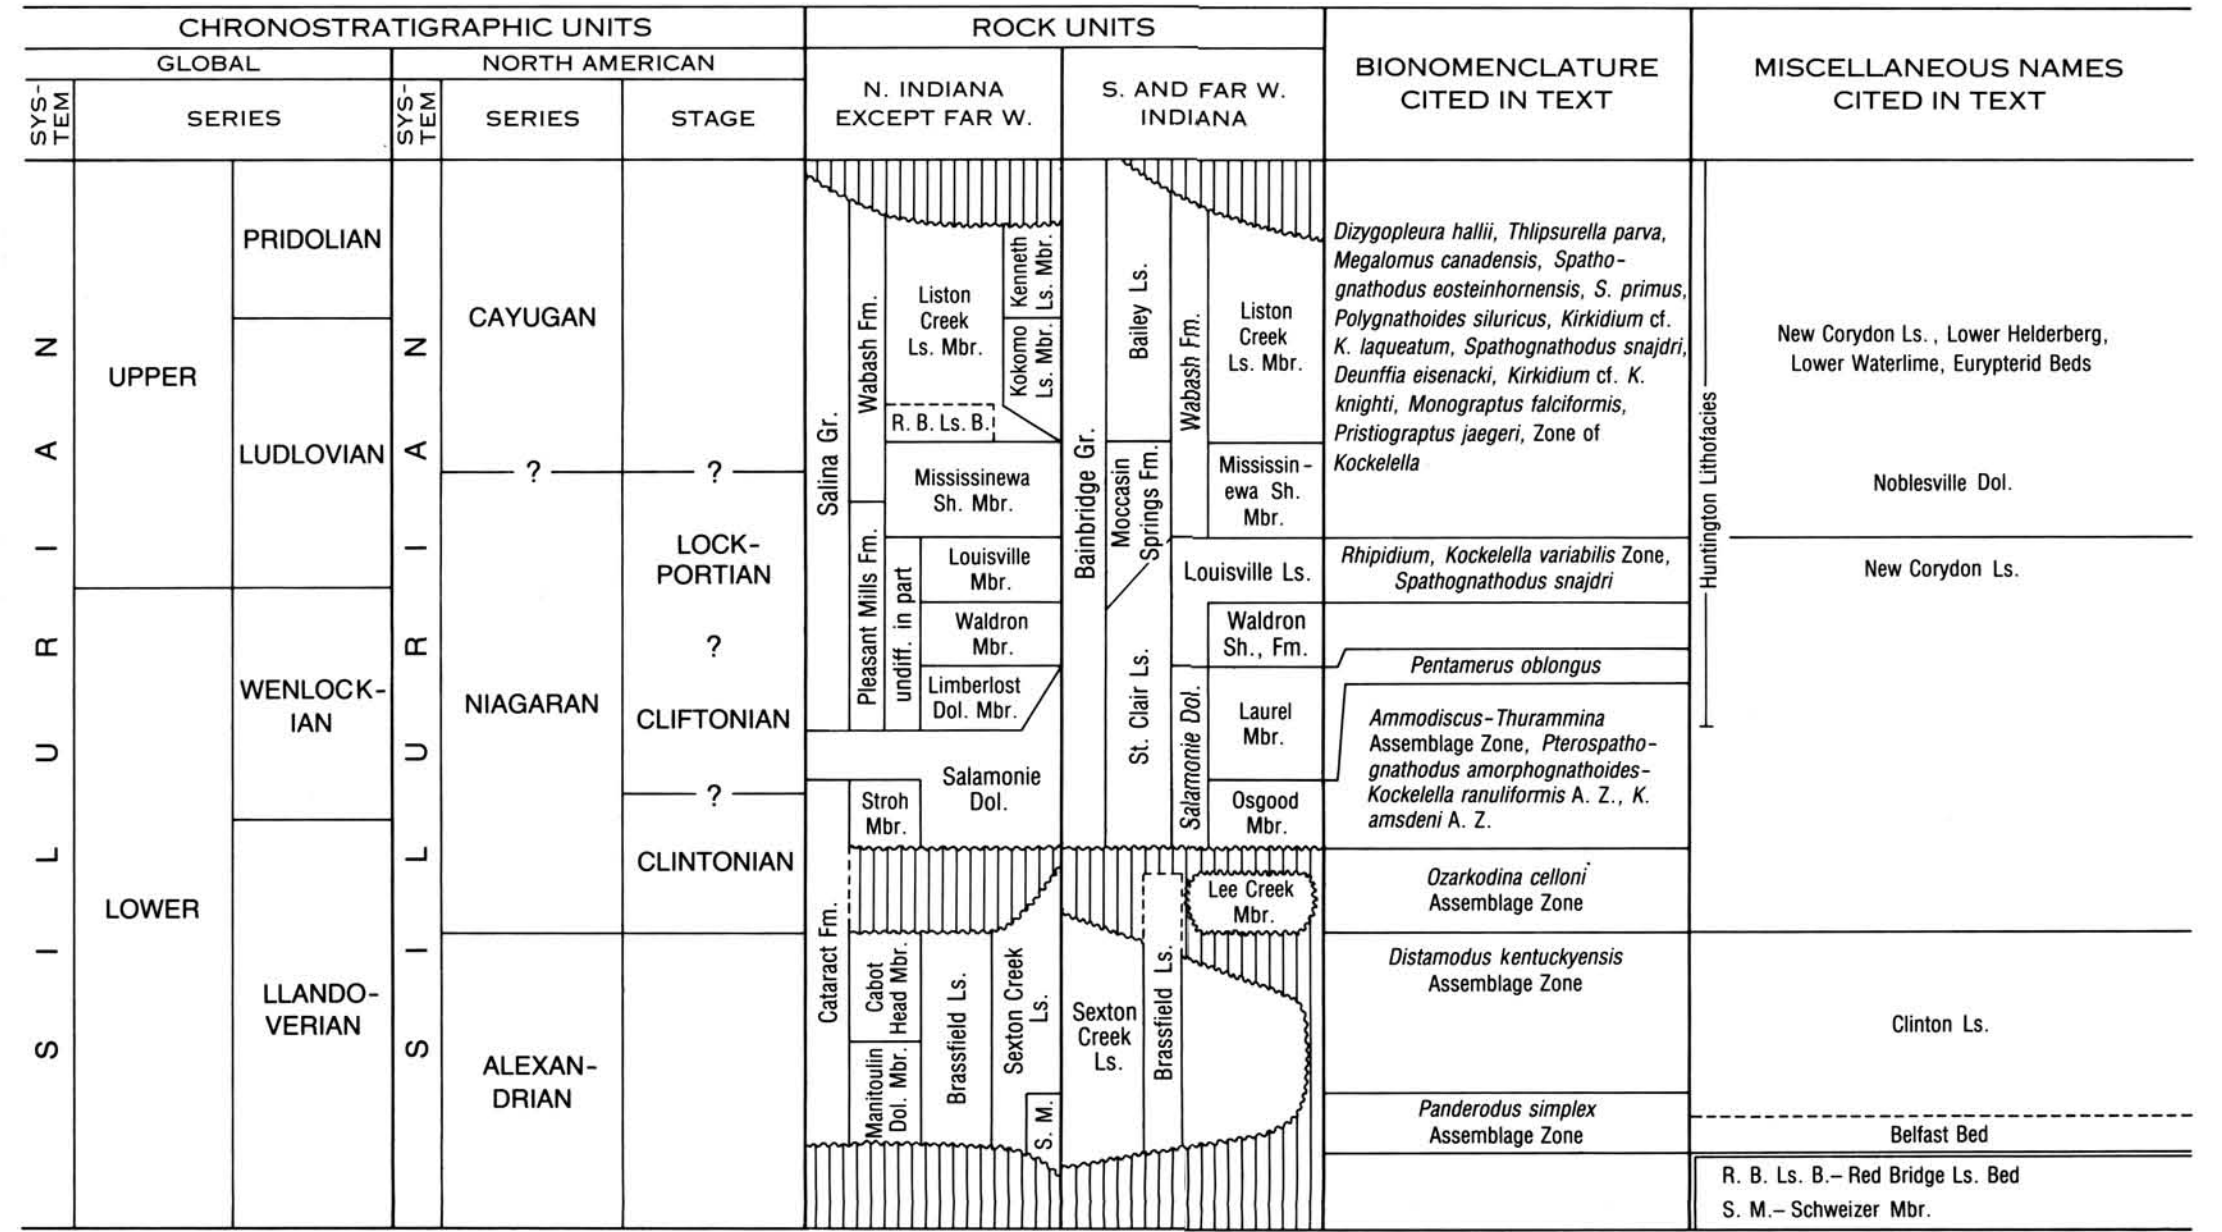 CHRONOSTRATIGRAPHIC UNITS
ROCK UNITS
BIONOMENCLATURE
CITED IN TEXT
MISCELLANEOUS NAMES
CITED IN TEXT
GLOBAL
NORTH AMERICAN
N. INDIANA
EXCEPT FAR W.
S. AND FAR W.
INDIANA
SYS-
TEM
SERIES
SYS-
TEM
SERIES
STAGE
SILURIAN
UPPER
LOWER
PRIDOLIAN
LUDLOVIAN
WENLOCK-
IAN
LLANDO-
VERIAN
SILURIAN
CAYUGAN
?
NIAGARAN
ALEXAN-
DRIAN
?
LOCK-
PORTIAN
?
CLIFTONIAN
?
CLINTONIAN
Salina Gr.
Wabash Fm.
Liston
Creek
Ls. Mbr.
Kenneth
Ls. Mbr.
Kokomo
Ls. Mbr.
R. B. Ls. B.
Mississinewa
Sh. Mbr.
Pleasant Mills Fm.
undiff. in part
Louisville
Mbr.
Waldron
Mbr.
Limberlost
Dol. Mbr.
Salamonie
Dol.
Stroh
Mbr.
Cataract Fm.
Cabot
Head Mbr.
Manitoulin
Dol. Mbr.
Brassfield Ls.
Sexton Creek
Ls.
S. M.
Bainbridge Gr.
Bailey Ls.
Moccasin
Springs Fm.
St. Clair Ls.
Wabash Fm.
Liston
Creek
Ls. Mbr.
Mississin-
ewa Sh.
Mbr.
Louisville Ls.
Waldron
Sh., Fm.
Salamonie Dol.
Laurel
Mbr.
Osgood
Mbr.
Lee Creek
Mbr.
Sexton
Creek
Ls.
Brassfield Ls.
Dizygopleura hallii, Thlipsurella parva,
Megalomus canadensis, Spatho-
gnathodus eosteinhornensis, S. primus,
Polygnathoides siluricus, Kirkidium cf.
K. laqueatum, Spathognathodus snajdri,
Deunffia eisenacki, Kirkidium cf. K.
knighti, Monograptus falciformis,
Pristiograptus jaegeri, Zone of
Kockelella
Rhipidium, Kockelella variabilis Zone,
Spathognathodus snajdri
Pentamerus oblongus
Ammodiscus-Thurammina
Assemblage Zone, Pterospatho-
gnathodus amorphognathoides-
Kockelella ranuliformis A. Z., K.
amsdeni A. Z.
Ozarkodina celloni
Assemblage Zone
Distamodus kentuckyensis
Assemblage Zone
Panderodus simplex
Assemblage Zone
Huntington Lithofacies
New Corydon Ls., Lower Helderberg,
Lower Waterlime, Eurypterid Beds
Noblesville Dol.
New Corydon Ls.
Clinton Ls.
Belfast Bed
R. B. Ls. B.– Red Bridge Ls. Bed
S. M.– Schweizer Mbr.